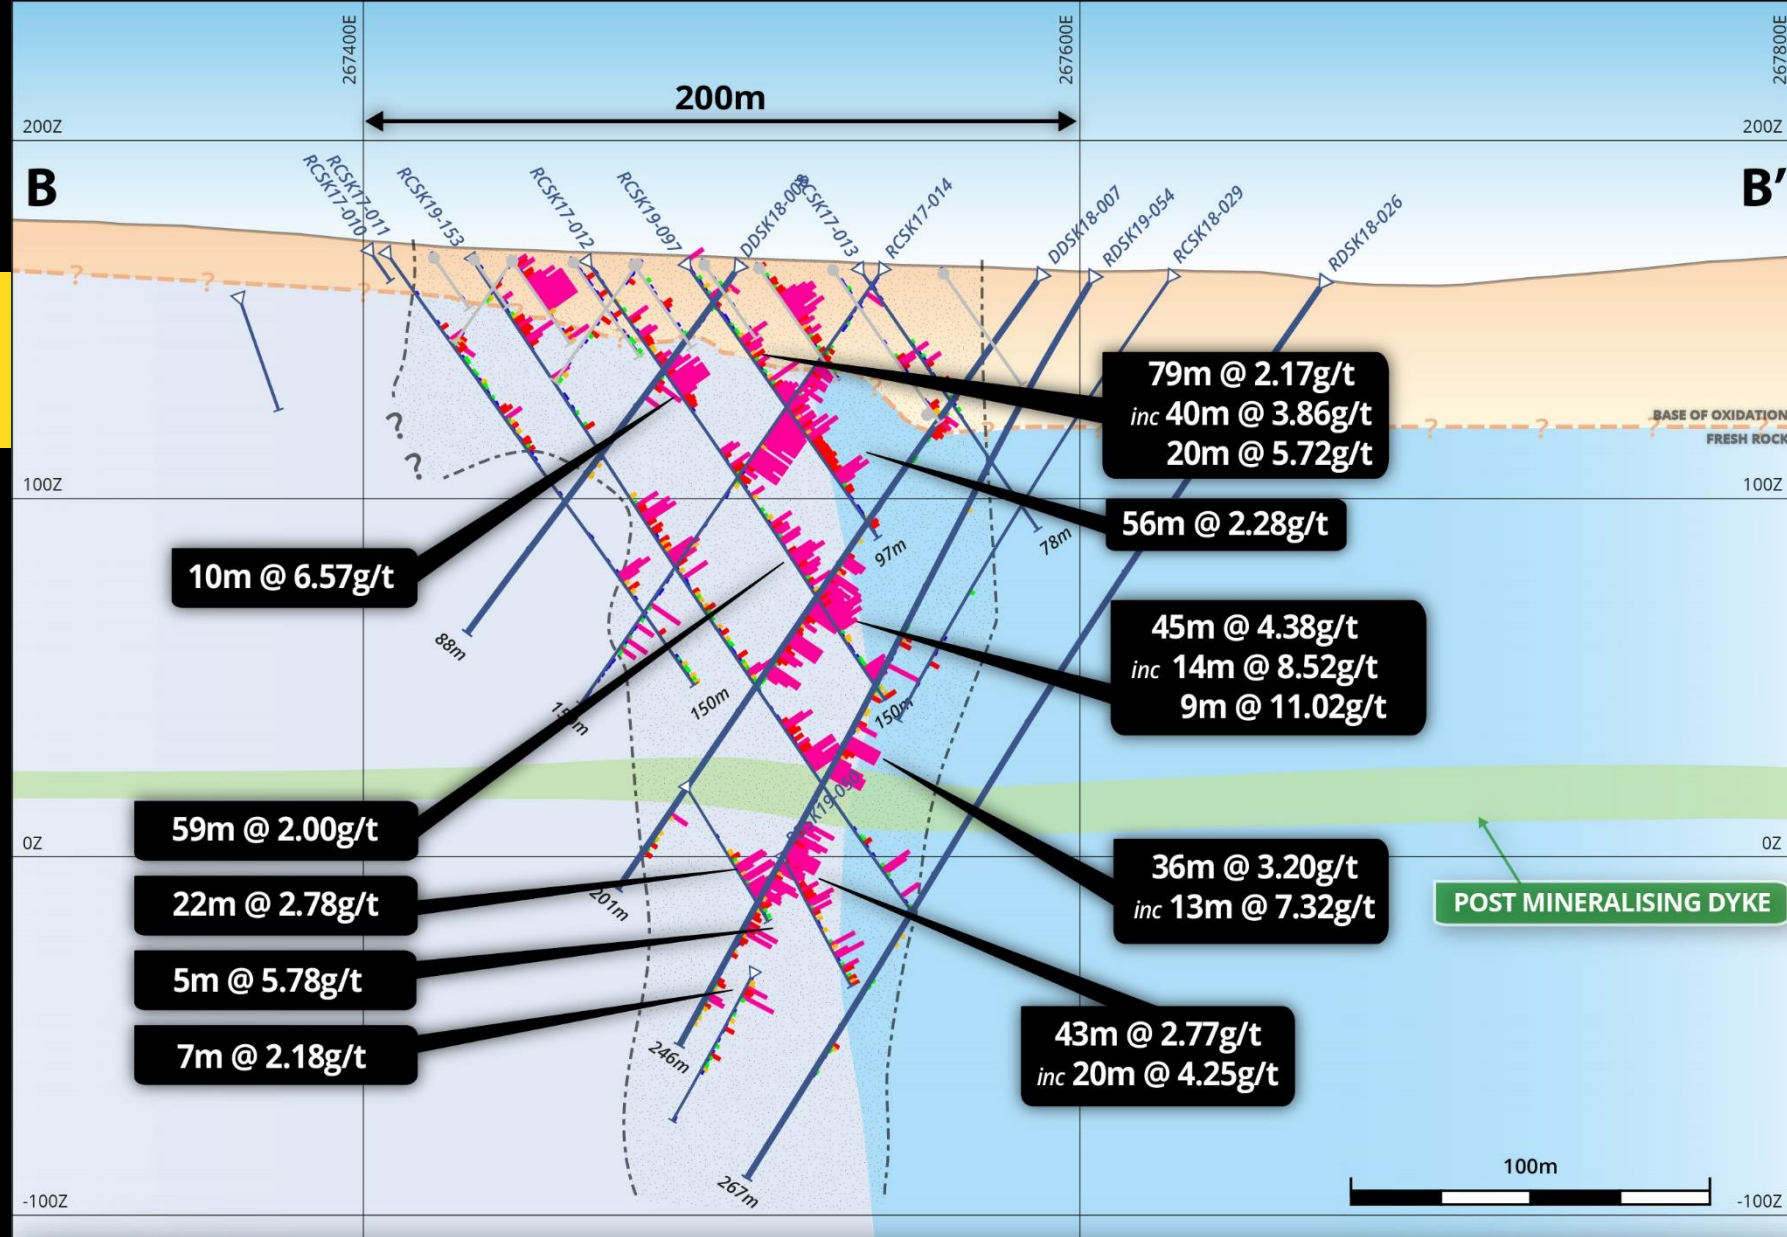 267400E
267600E
267800E
200m
200Z
200Z
B
B'
RCSK17-010
RCSK17-011
RCSK19-153
RCSK17-012
RCSK19-097
DDSK18-008
RCSK17-013
RCSK17-014
DDSK18-007
RDSK19-054
RCSK18-029
RDSK18-026
?
?
?
?
?
?
?
?
?
?
?
79m @ 2.17g/t
inc 40m @ 3.86g/t
20m @ 5.72g/t
BASE OF OXIDATION
FRESH ROCK
100Z
100Z
56m @ 2.28g/t
97m
78m
10m @ 6.57g/t
88m
45m @ 4.38g/t
inc 14m @ 8.52g/t
9m @ 11.02g/t
150m
150m
59m @ 2.00g/t
0Z
0Z
36m @ 3.20g/t
inc 13m @ 7.32g/t
22m @ 2.78g/t
201m
POST MINERALISING DYKE
5m @ 5.78g/t
7m @ 2.18g/t
246m
43m @ 2.77g/t
inc 20m @ 4.25g/t
267m
100m
-100Z
-100Z